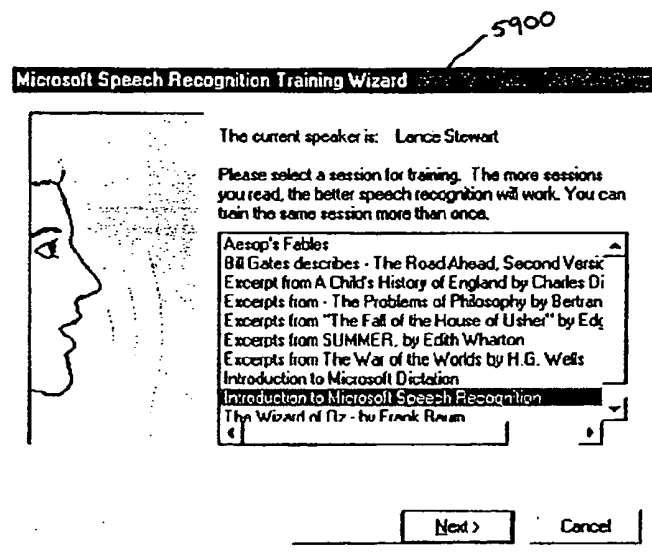 5900
Microsoft Speech Recognition Training Wizard
The current speaker is: Lance Stewart
Please select a session for training. The more sessions
you read, the better speech recognition will work. You can
train the same session more than once.
Aesop's Fables
Bill Gates describes - The Road Ahead, Second Versic
Excerpt from A Child's History of England by Charles Di
Excerpts from - The Problems of Philosophy by Bertran
Excerpts from "The Fall of the House of Usher" by Edg
Excerpts from SUMMER, by Edith Wharton
Excerpts from The War of the Worlds by H.G. Wells
Introduction to Microsoft Dictation
Introduction to Microsoft Speech Recognition
The Wizard of Oz - by Frank Baum
Next >
Cancel